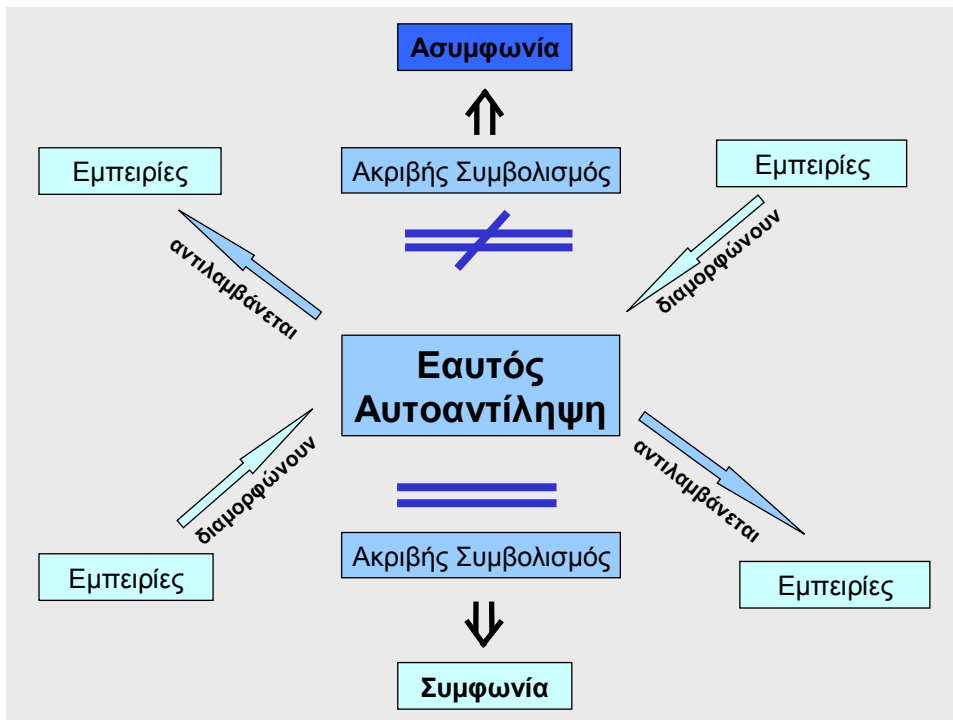 Ασυμφωνία
Εμπειρίες
Ακριβής Συμβολισμός
Εμπειρίες
αντιλαμβάνεται
διαμορφώνουν
Εαυτός
Αυτοαντίληψη
διαμορφώνουν
αντιλαμβάνεται
Ακριβής Συμβολισμός
Εμπειρίες
Εμπειρίες
Συμφωνία